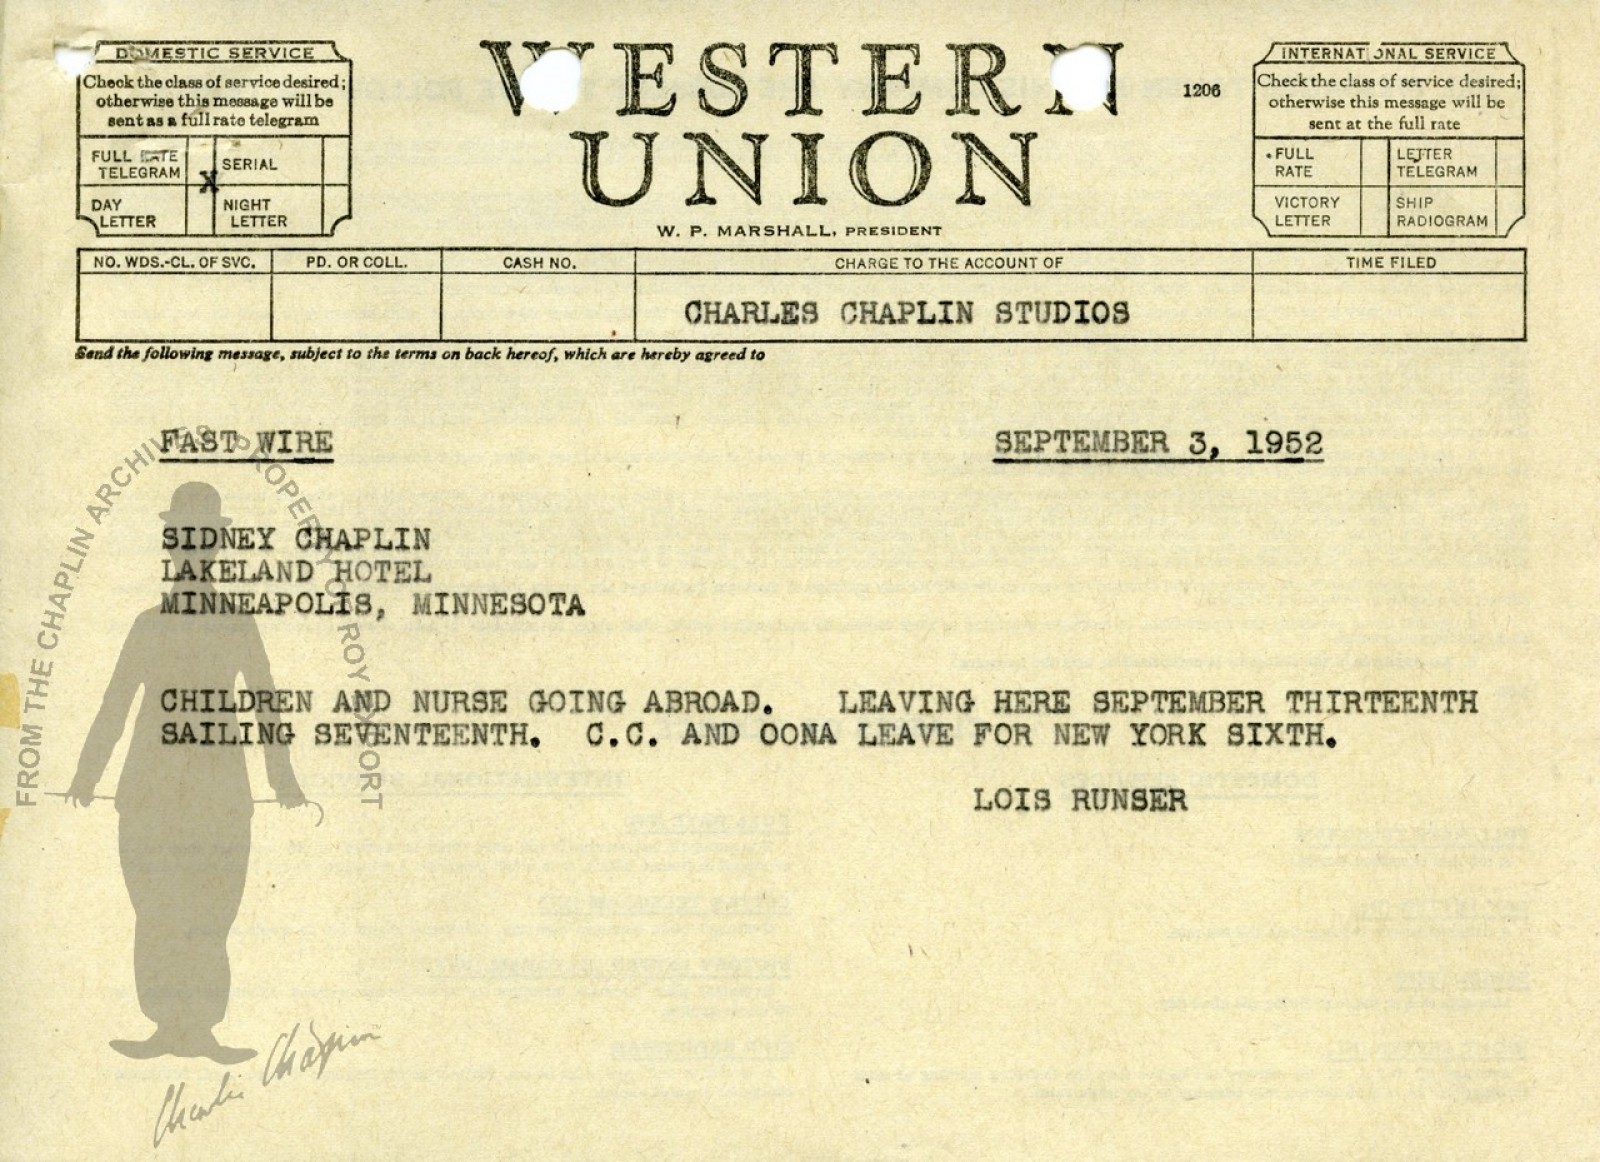 DOMESTIC SERVICE
Check the class of service desired;
otherwise this message will be
sent as a full rate telegram
FULL RATE
TELEGRAM
X
SERIAL
DAY
LETTER
NIGHT
LETTER
WESTERN
UNION
W. P. MARSHALL, PRESIDENT
1206
INTERNATIONAL SERVICE
Check the class of service desired;
otherwise this message will be
sent at the full rate
FULL
RATE
LETTER
TELEGRAM
VICTORY
LETTER
SHIP
RADIOGRAM
NO. WDS.-CL. OF SVC.
PD. OR COLL.
CASH NO.
CHARGE TO THE ACCOUNT OF
TIME FILED
CHARLES CHAPLIN STUDIOS
Send the following message, subject to the terms on back hereof, which are hereby agreed to
FAST WIRE
SEPTEMBER 3, 1952
SIDNEY CHAPLIN
LAKELAND HOTEL
MINNEAPOLIS, MINNESOTA
CHILDREN AND NURSE GOING ABROAD. LEAVING HERE SEPTEMBER THIRTEENTH
SAILING SEVENTEENTH. C.C. AND OONA LEAVE FOR NEW YORK SIXTH.
LOIS RUNSER
FROM THE CHAPLIN ARCHIVES PROPERTY OF ROY EXPORT
Charlie Chaplin